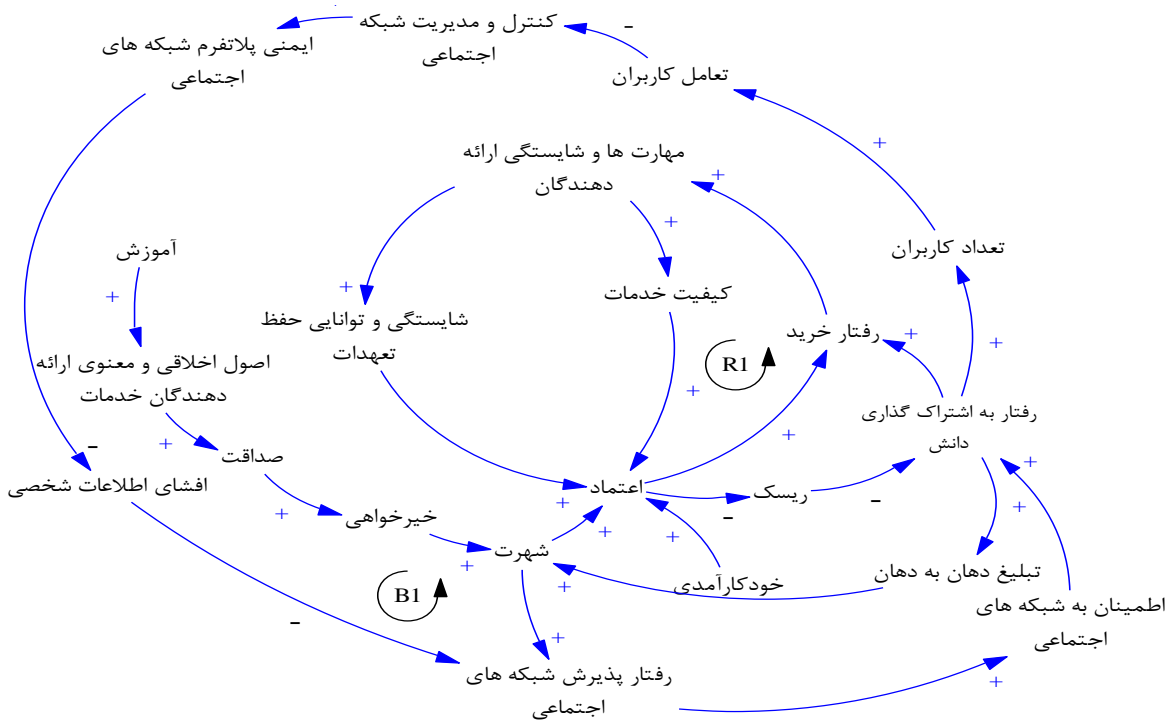 کنترل و مدیریت شبکه
اجتماعی
ایمنی پلاتفرم شبکه های
اجتماعی
تعامل کاربران
مهارت ها و شایستگی ارائه
دهندگان
تعداد کاربران
آموزش
کیفیت خدمات
شایستگی و توانایی حفظ
تعهدات
رفتار خرید
اصول اخلاقی و معنوی ارائه
دهندگان خدمات
R1
رفتار به اشتراک گذاری
دانش
صداقت
افشای اطلاعات شخصی
اعتماد
ریسک
خیرخواهی
شهرت
خودکارآمدی
تبلیغ دهان به دهان
B1
اطمینان به شبکه های
اجتماعی
رفتار پذیرش شبکه های
اجتماعی